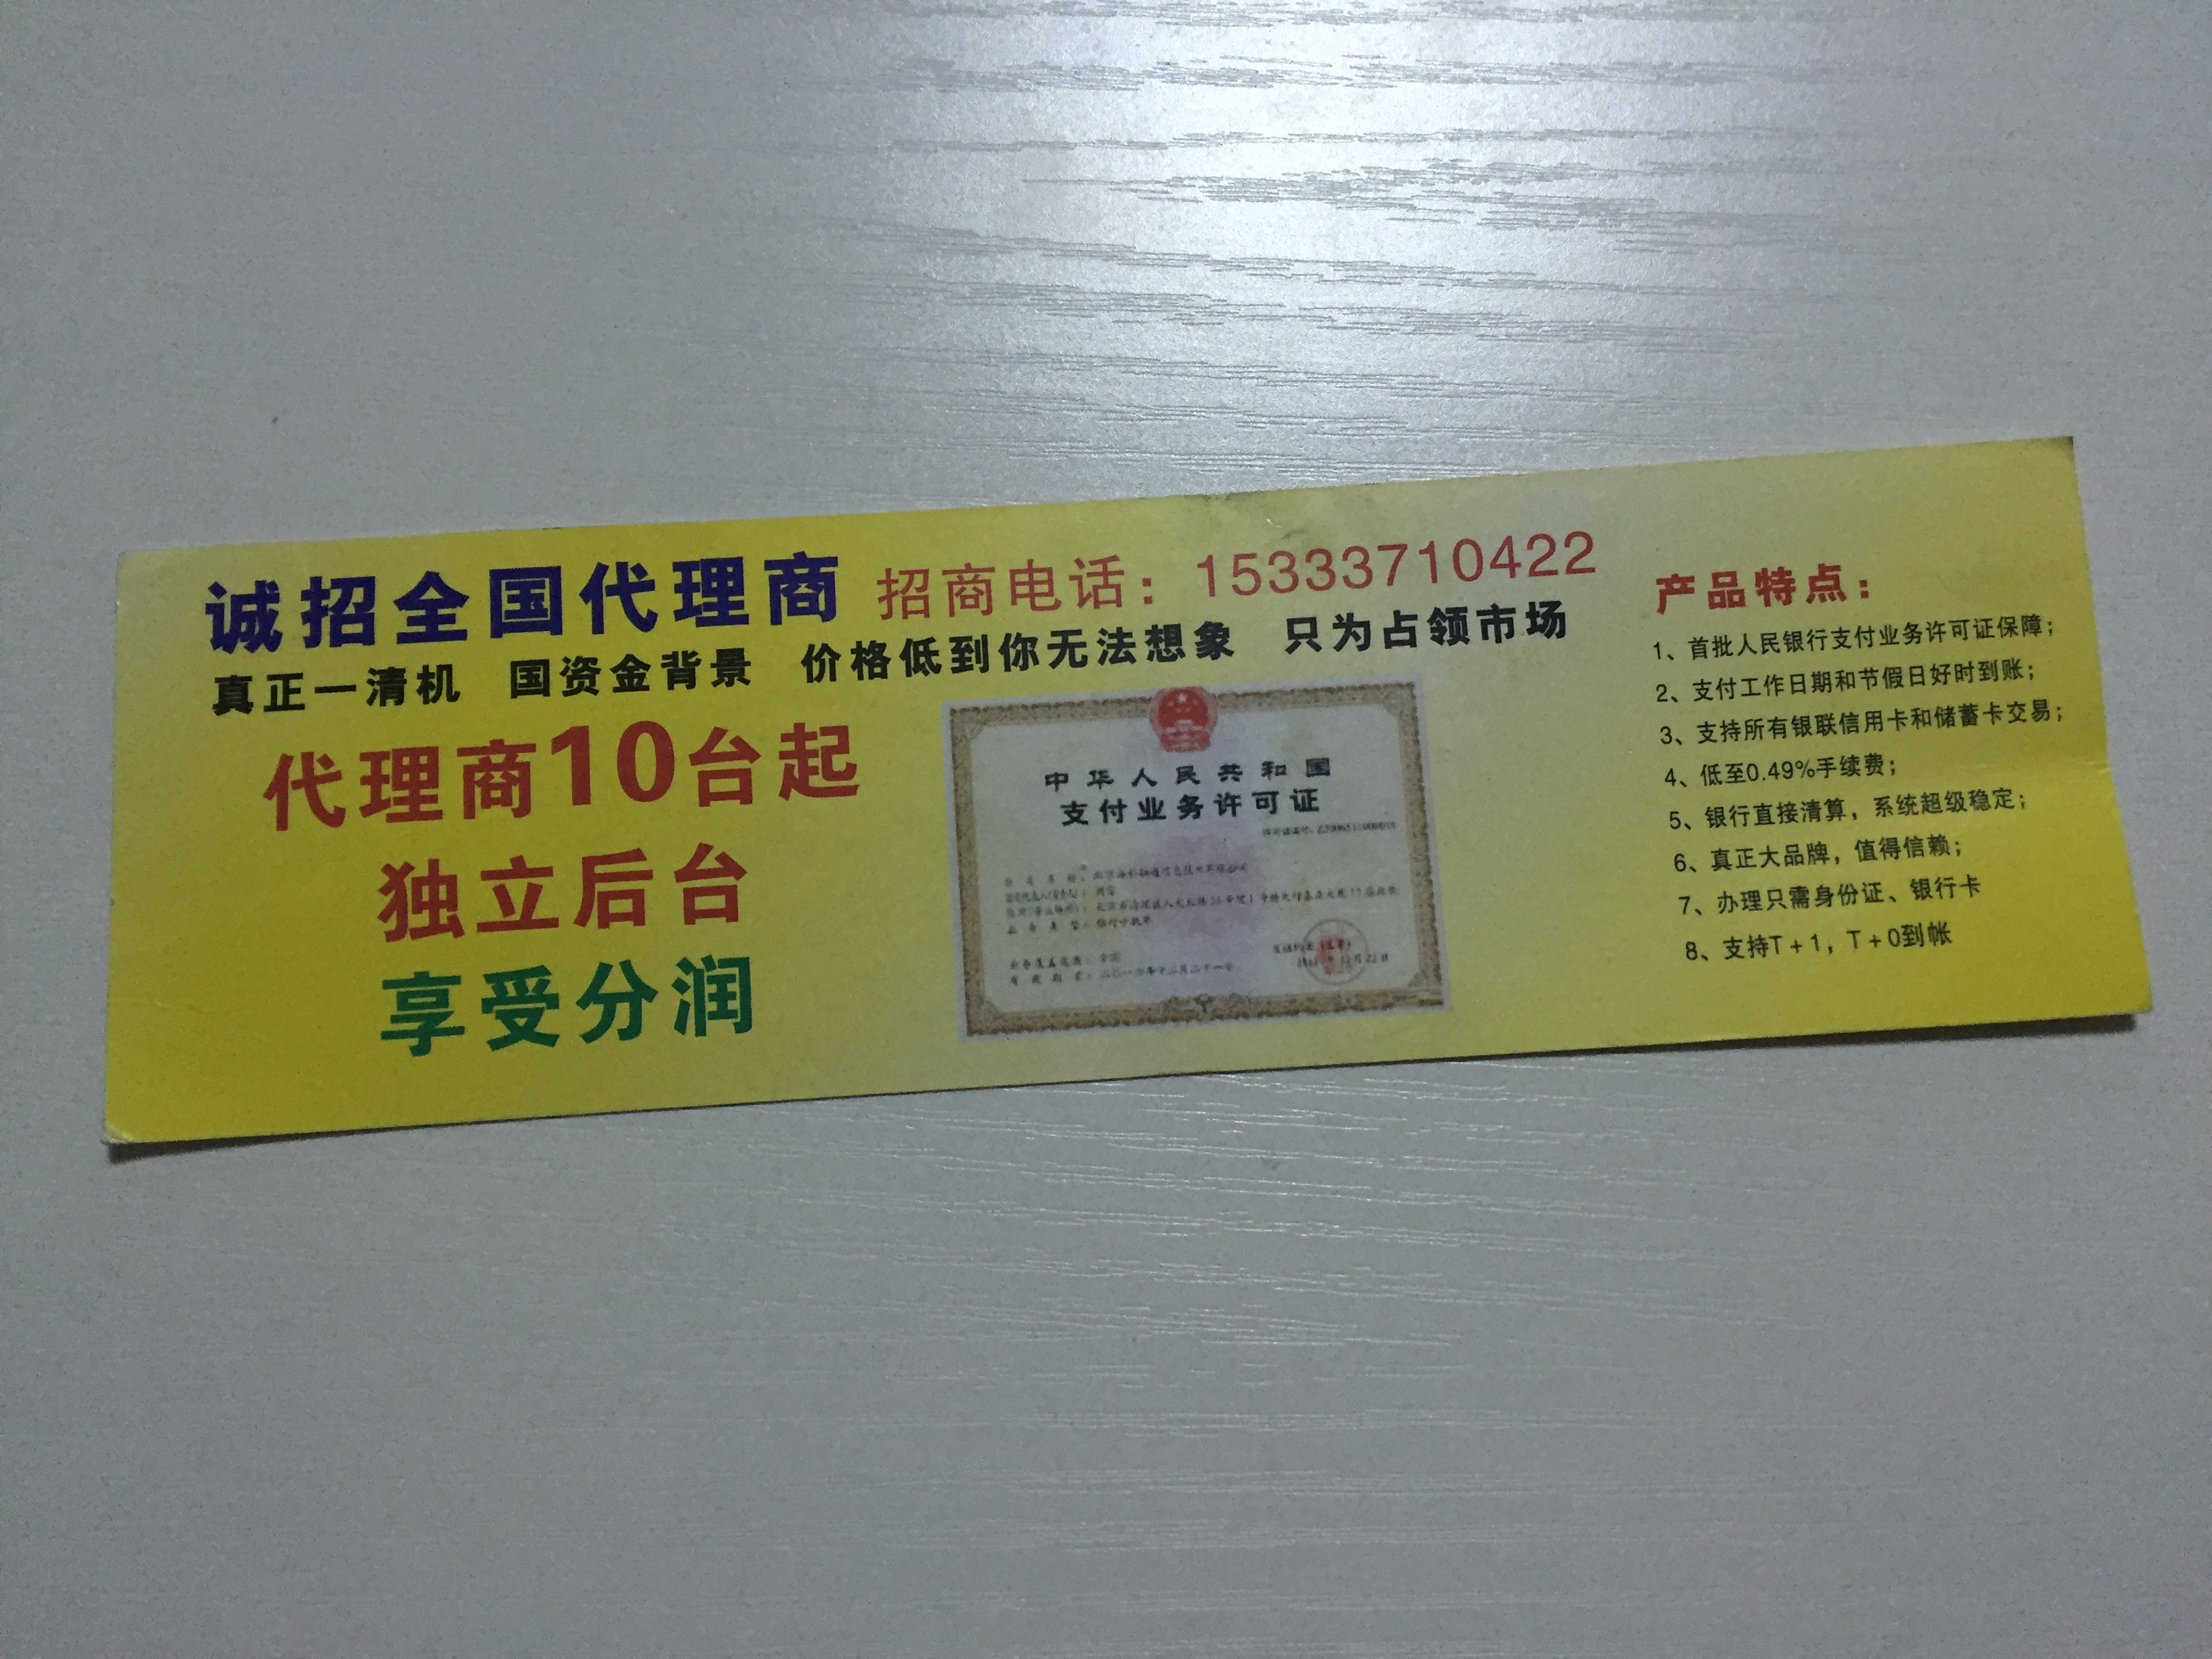 诚招全国代理商 招商电话：15333710422
真正一清机 国资金背景 价格低到你无法想象 只为占领市场
代理商10台起
独立后台
享受分润
中华人民共和国
支付业务许可证
产品特点：
1、首批人民银行支付业务许可证保障；
2、支付工作日期和节假日好时到账；
3、支持所有银联信用卡和储蓄卡交易；
4、低至0.49%手续费；
5、银行直接清算，系统超级稳定；
6、真正大品牌，值得信赖；
7、办理只需身份证、银行卡
8、支持T+1，T+0到帐